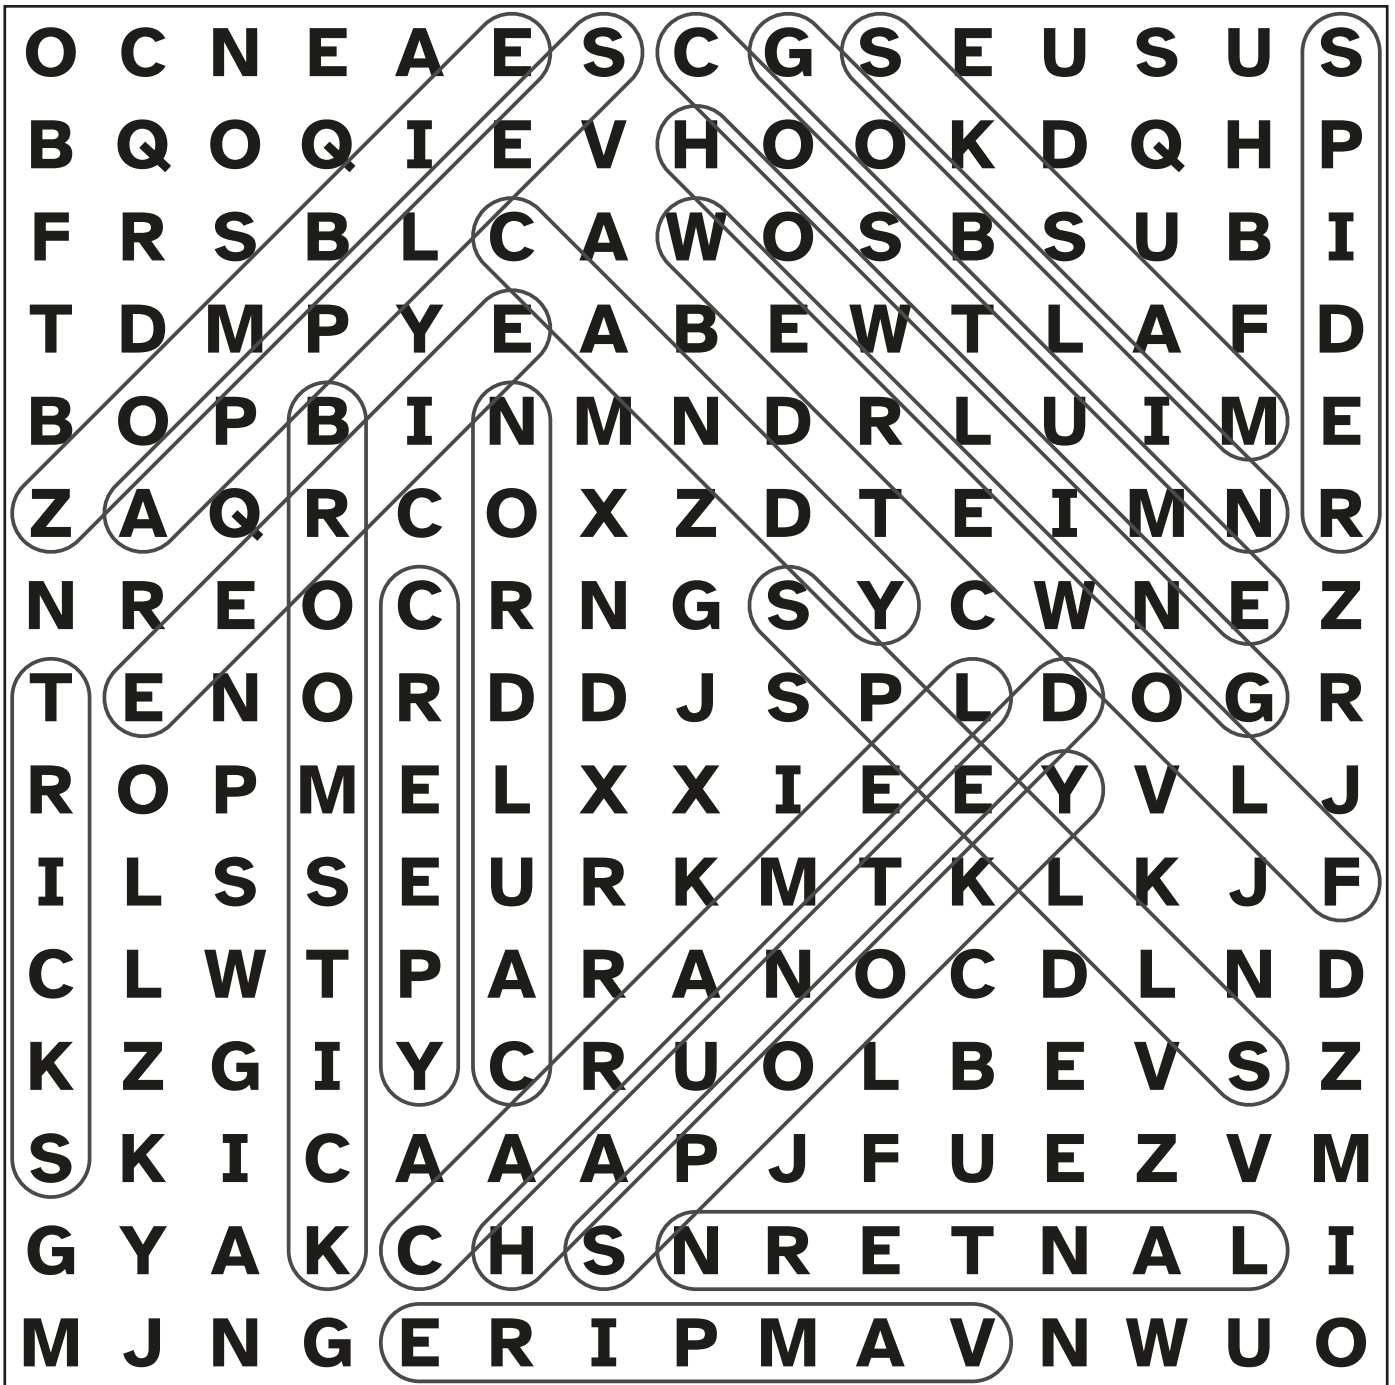 O C N E A E S C G S E U S U S
B Q O Q I E V H O O K D Q H P
F R S B L C A W O S B S U B I
T D M P Y E A B E W T L A F D
B O P B I N M N D R L U I M E
Z A Q R C O X Z D T E I M N R
N R E O C R N G S Y C W N E Z
T E N O R D D J S P L D O G R
R O P M E L X X I E E Y V L J
I L S S E U R K M T K L K J F
C L W T P A R A N O C D L N D
K Z G I Y C R U O L B E V S Z
S K I C A A A P J F U E Z V M
G Y A K C H S N R E T N A L I
M J N G E R I P M A V N W U O